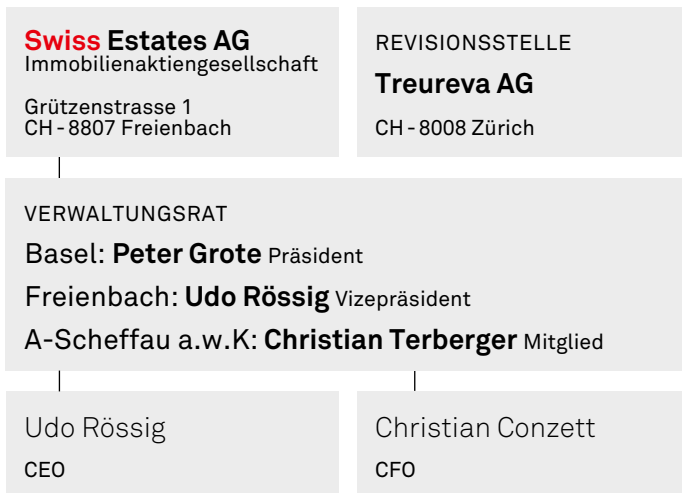 Swiss Estates AG
Immobilienaktiengesellschaft
Grützenstrasse 1
CH - 8807 Freienbach
REVISIONSSTELLE
Treureva AG
CH - 8008 Zürich
VERWALTUNGSRAT
Basel: Peter Grote Präsident
Freienbach: Udo Rössig Vizepräsident
A-Scheffau a.w.K: Christian Terberger Mitglied
Udo Rössig
CEO
Christian Conzett
CFO